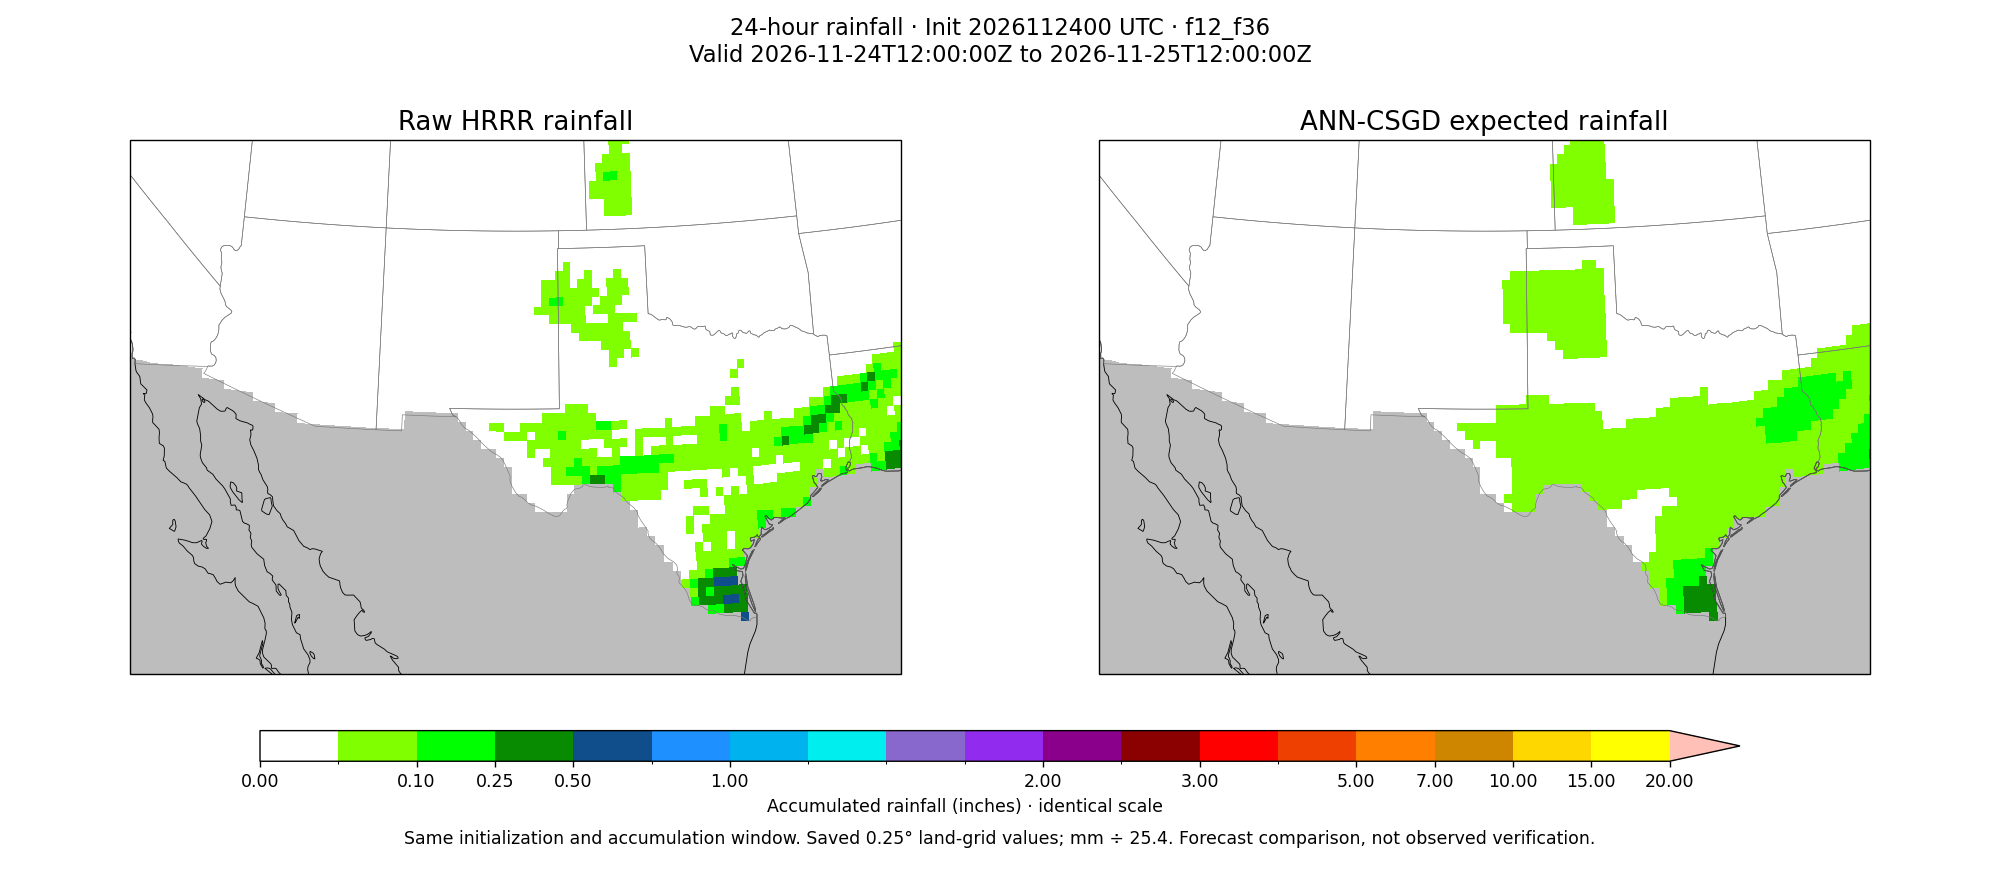 24-hour rainfall · Init 2026112400 UTC · f12_f36
Valid 2026-11-24T12:00:00Z to 2026-11-25T12:00:00Z
Raw HRRR rainfall
ANN-CSGD expected rainfall
0.00 0.10 0.25 0.50 1.00 2.00 3.00 5.00 7.00 10.00 15.00 20.00
Accumulated rainfall (inches) · identical scale
Same initialization and accumulation window. Saved 0.25° land-grid values; mm ÷ 25.4. Forecast comparison, not observed verification.